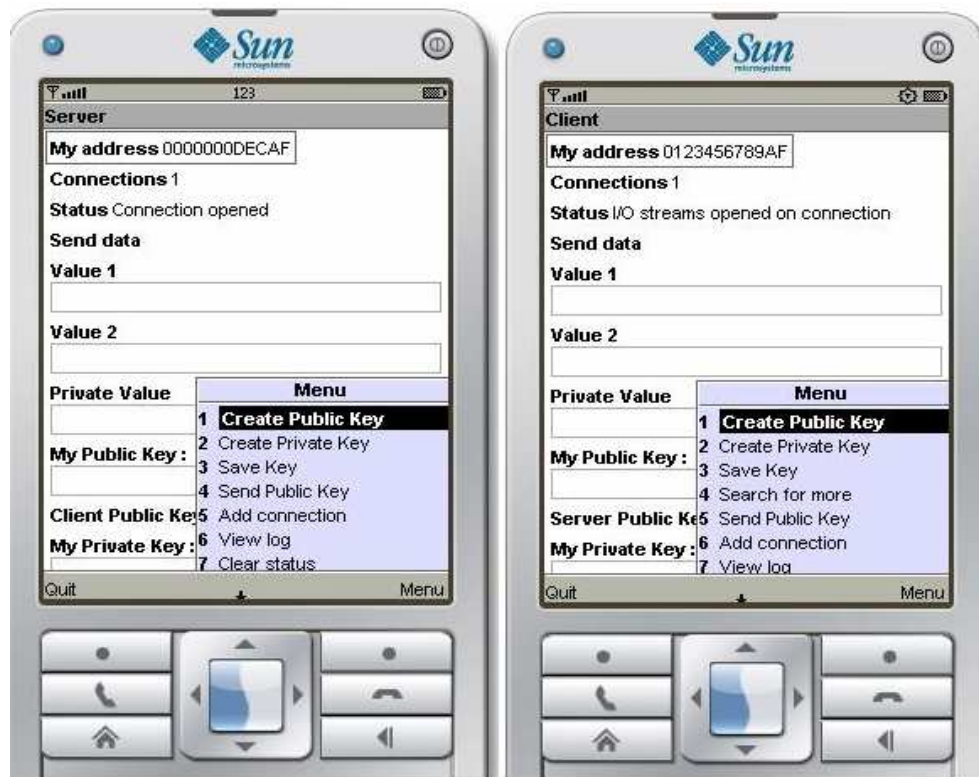 Sun
microsystems
123
Server
My address 0000000DECAF
Connections 1
Status Connection opened
Send data
Value 1
Value 2
Private Value
My Public Key :
Client Public Key
My Private Key :
Menu
1 Create Public Key
2 Create Private Key
3 Save Key
4 Send Public Key
5 Add connection
6 View log
7 Clear status
Quit
Menu
Sun
microsystems
Client
My address 0123456789AF
Connections 1
Status I/O streams opened on connection
Send data
Value 1
Value 2
Private Value
My Public Key :
Server Public Ke
My Private Key :
Menu
1 Create Public Key
2 Create Private Key
3 Save Key
4 Search for more
5 Send Public Key
6 Add connection
7 View log
Quit
Menu